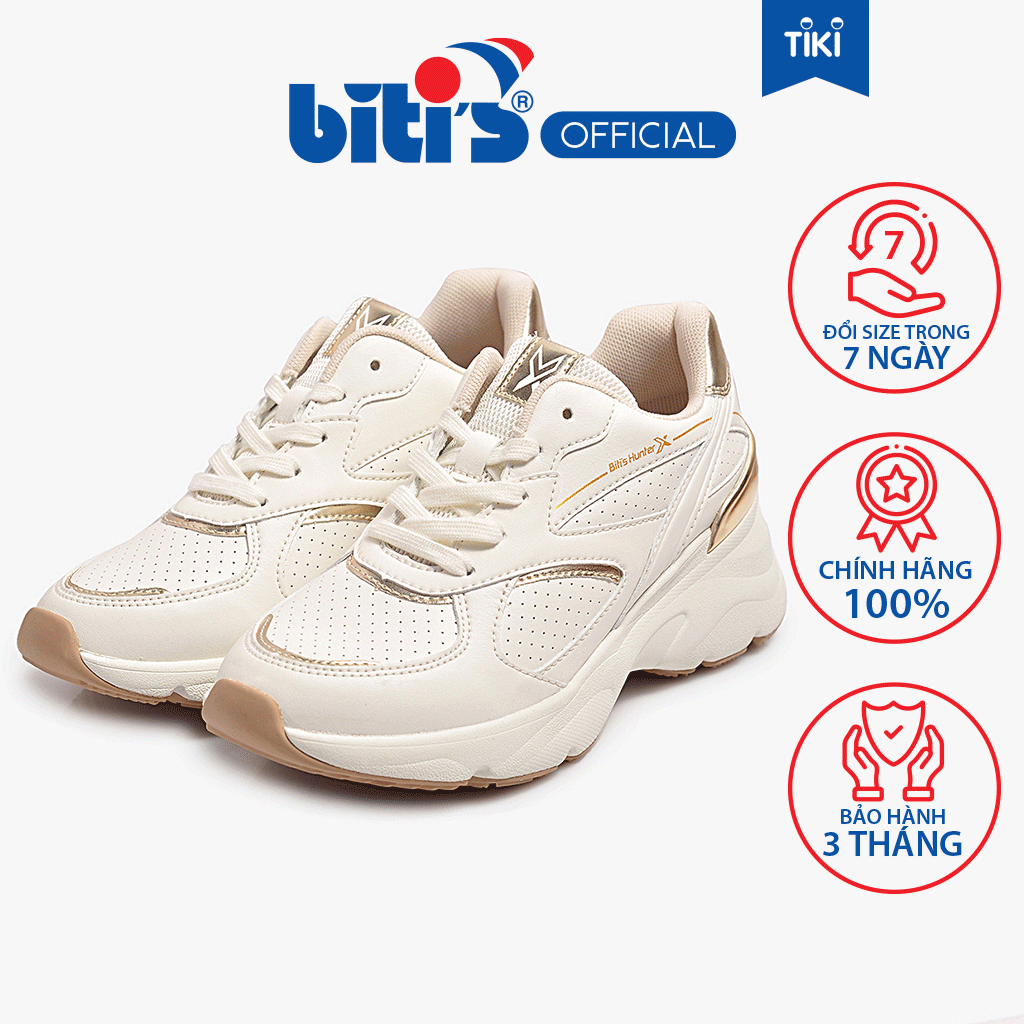 TIKI
biti's®
OFFICIAL
7
ĐỔI SIZE TRONG
7 NGÀY
Biti's Hunter X
CHÍNH HÃNG
100%
BẢO HÀNH
3 THÁNG